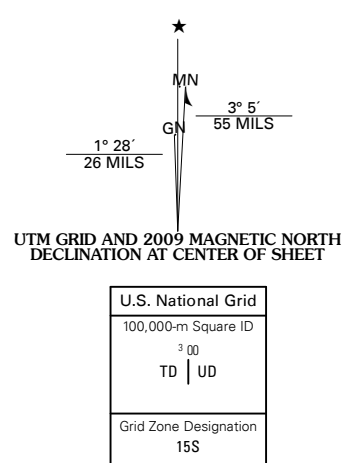 ★
MN
3° 5´
55 MILS
GN
1° 28´
26 MILS
UTM GRID AND 2009 MAGNETIC NORTH
DECLINATION AT CENTER OF SHEET
U.S. National Grid
100,000-m Square ID
3 00
TD UD
Grid Zone Designation
15S